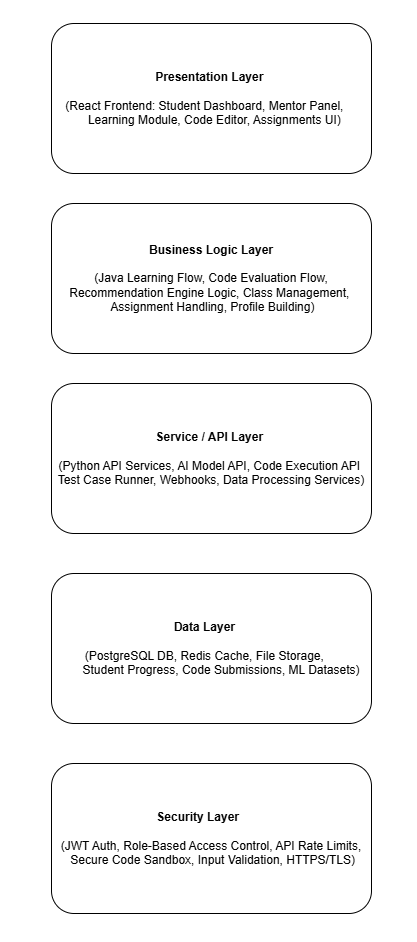 Presentation Layer
(React Frontend: Student Dashboard, Mentor Panel,
Learning Module, Code Editor, Assignments UI)
Business Logic Layer
(Java Learning Flow, Code Evaluation Flow,
Recommendation Engine Logic, Class Management,
Assignment Handling, Profile Building)
Service / API Layer
(Python API Services, AI Model API, Code Execution API
Test Case Runner, Webhooks, Data Processing Services)
Data Layer
(PostgreSQL DB, Redis Cache, File Storage,
Student Progress, Code Submissions, ML Datasets)
Security Layer
(JWT Auth, Role-Based Access Control, API Rate Limits,
Secure Code Sandbox, Input Validation, HTTPS/TLS)